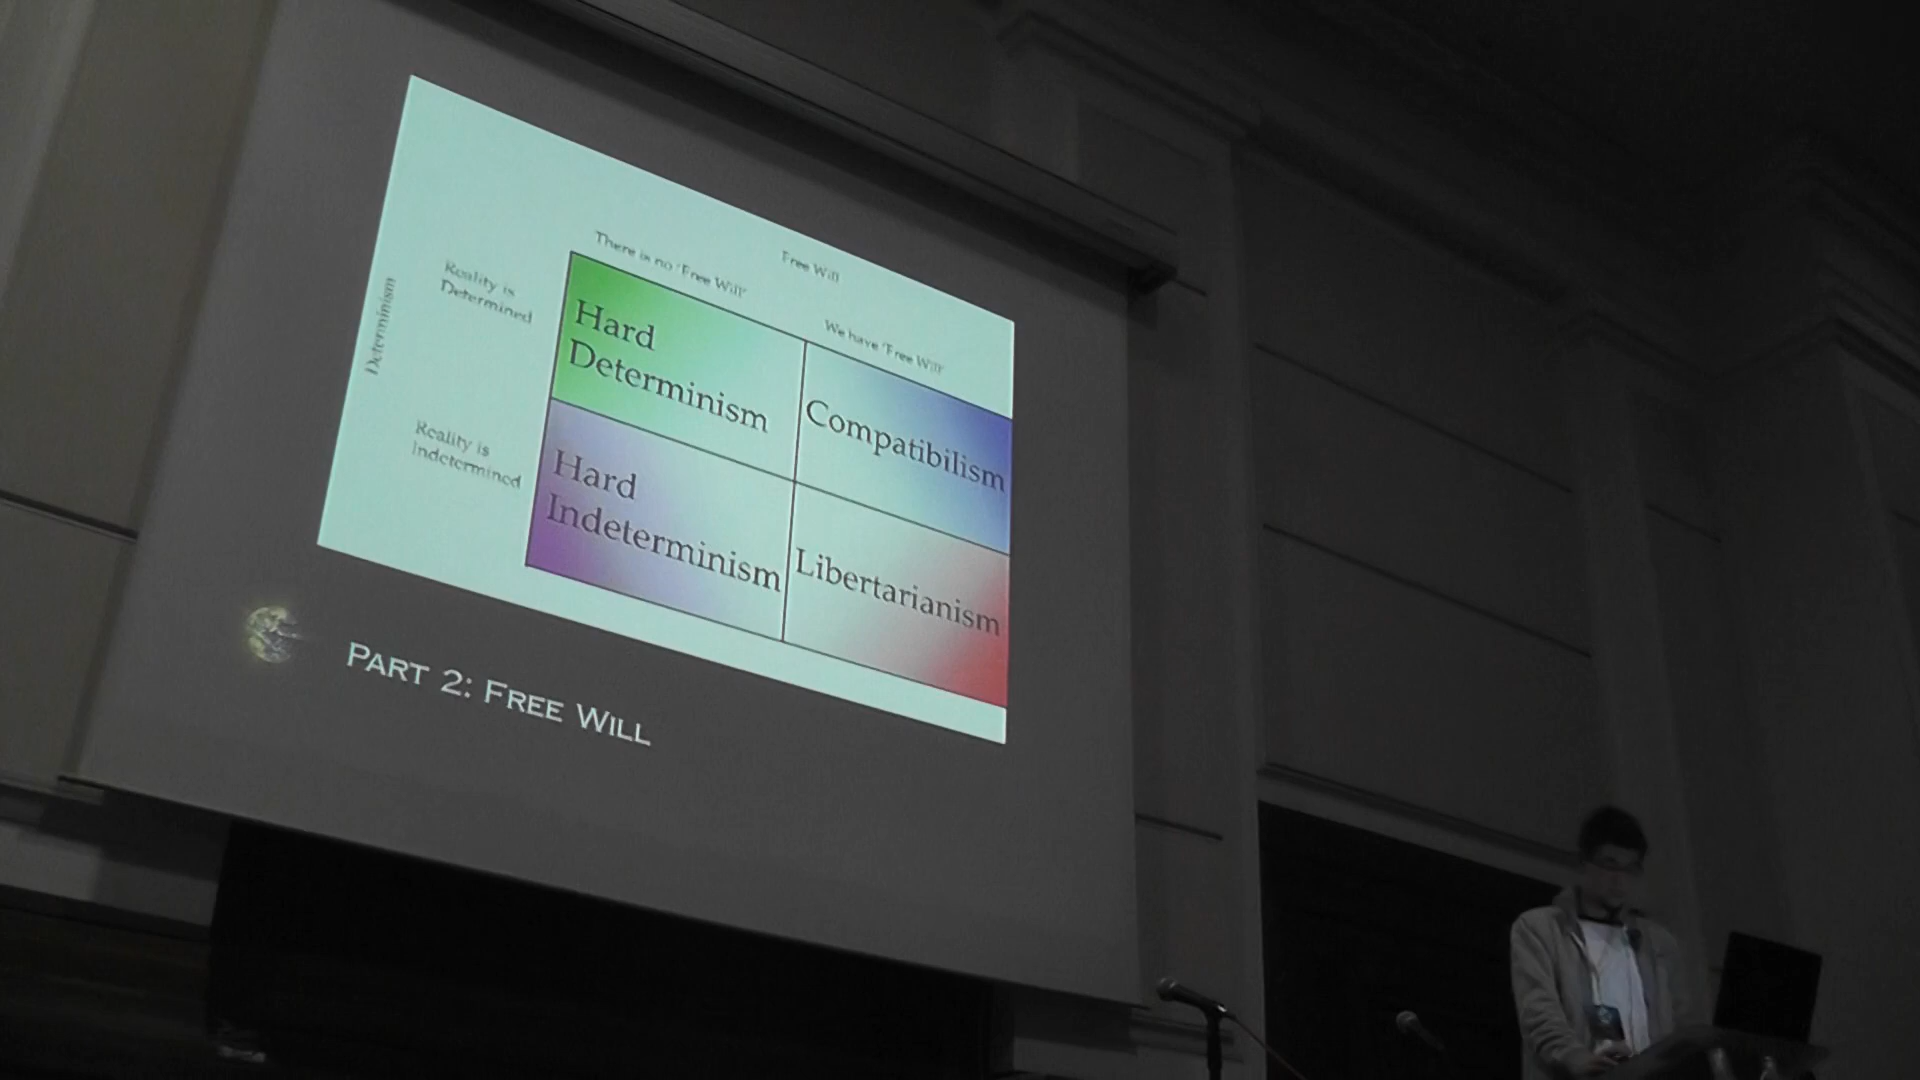 Free Will
There is no 'Free Will'
We have 'Free Will'
Determinism
Reality is
Determined
Hard
Determinism
Compatibilism
Reality is
Indetermined
Hard
Indeterminism
Libertarianism
PART 2: FREE WILL